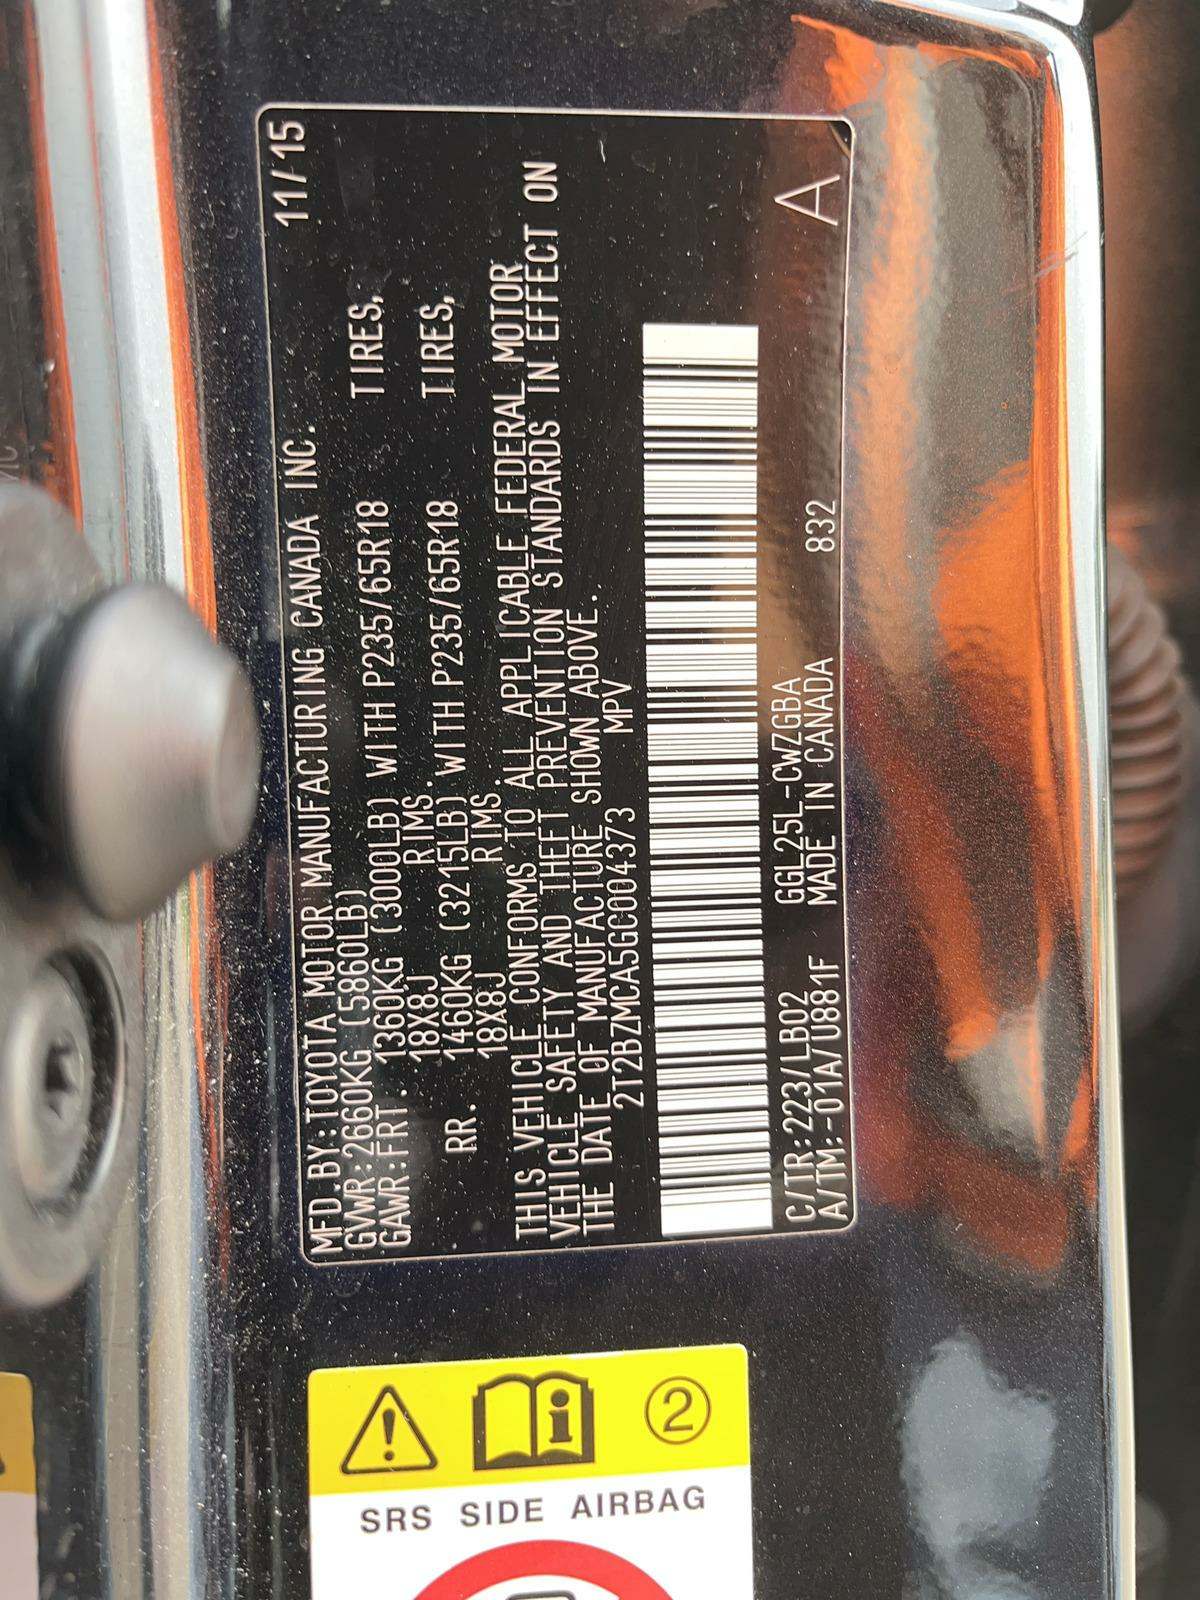 MFD.BY:TOYOTA MOTOR MANUFACTURING CANADA INC. 11/15
GVWR:2660KG (5860LB)
GAWR:FRT. 1360KG (3000LB) WITH P235/65R18 TIRES,
18X8J RIMS.
RR. 1460KG (3215LB) WITH P235/65R18 TIRES,
18X8J RIMS.
THIS VEHICLE CONFORMS TO ALL APPLICABLE FEDERAL MOTOR
VEHICLE SAFETY AND THEFT PREVENTION STANDARDS IN EFFECT ON
THE DATE OF MANUFACTURE SHOWN ABOVE.
2T2BZMCA5GC004373 MPV
C/TR:223/LB02 GGL25L-CWZGBA
A/TM:-01A/U881F MADE IN CANADA 832 A
2
SRS SIDE AIRBAG